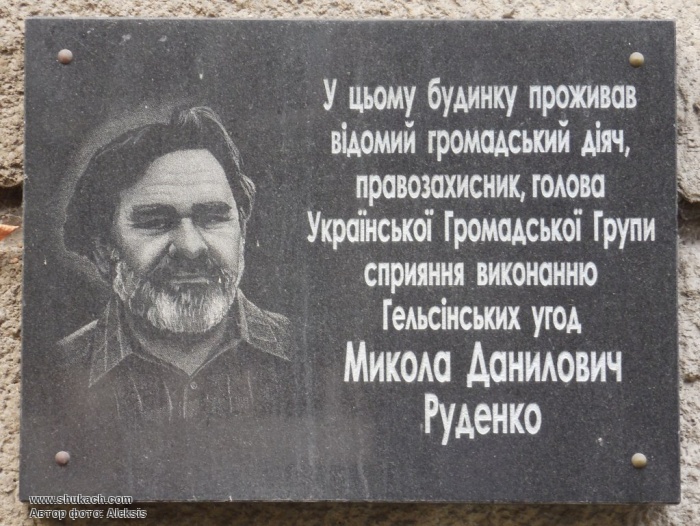 У цьому будинку проживав
відомий громадський діяч,
правозахисник, голова
Української Громадської Групи
сприяння виконанню
Гельсінських угод
Микола Данилович
Руденко
www.shukach.com
Автор фото: Aleksis